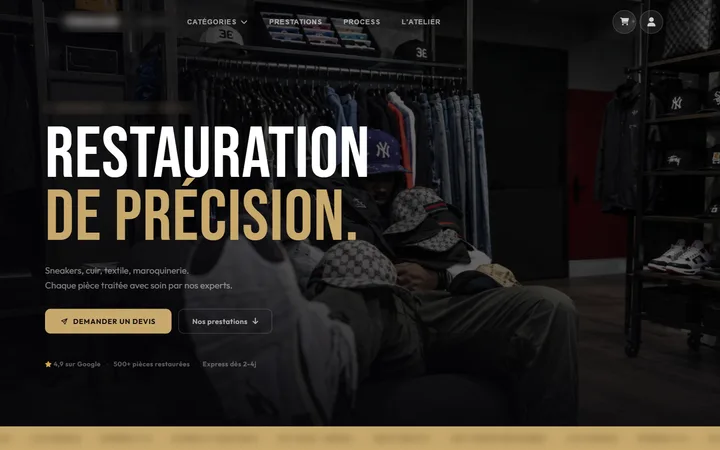 CATÉGORIES
PRESTATIONS
PROCESS
L'ATELIER
RESTAURATION
DE PRÉCISION.
Sneakers, cuir, textile, maroquinerie.
Chaque pièce traitée avec soin par nos experts.
DEMANDER UN DEVIS
Nos prestations
4,9 sur Google · 500+ pièces restaurées · Express dès 2-4j